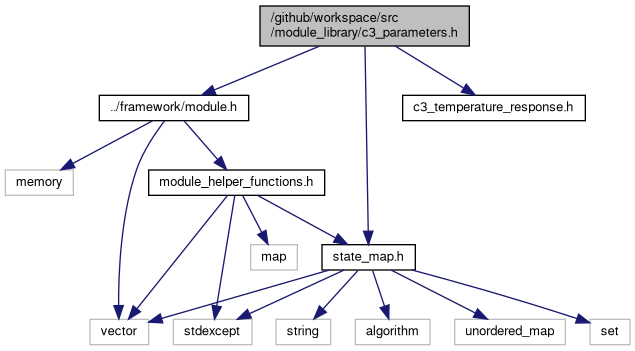 /github/workspace/src
/module_library/c3_parameters.h
../framework/module.h
c3_temperature_response.h
memory
module_helper_functions.h
map
state_map.h
vector
stdexcept
string
algorithm
unordered_map
set